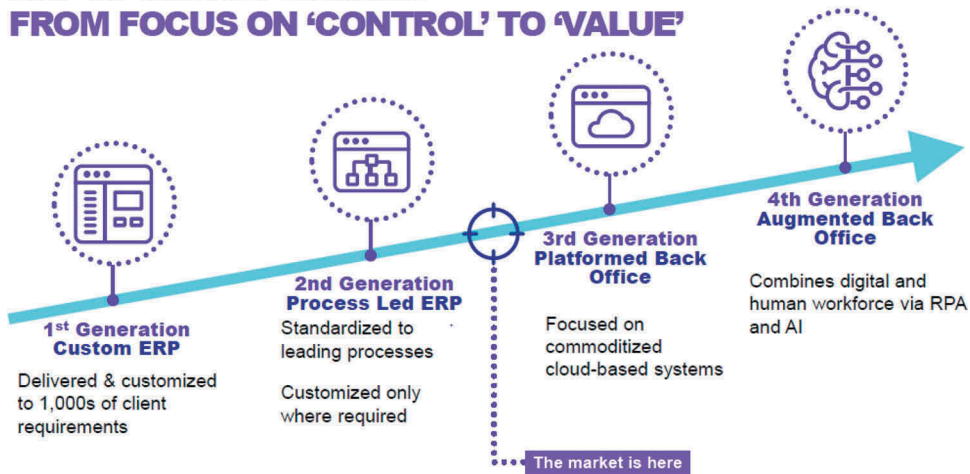 FROM FOCUS ON ‘CONTROL’ TO ‘VALUE’
1st Generation
Custom ERP
Delivered & customized
to 1,000s of client
requirements
2nd Generation
Process Led ERP
Standardized to
leading processes
Customized only
where required
3rd Generation
Platformed Back
Office
Focused on
commoditized
cloud-based systems
4th Generation
Augmented Back
Office
Combines digital and
human workforce via RPA
and AI
The market is here